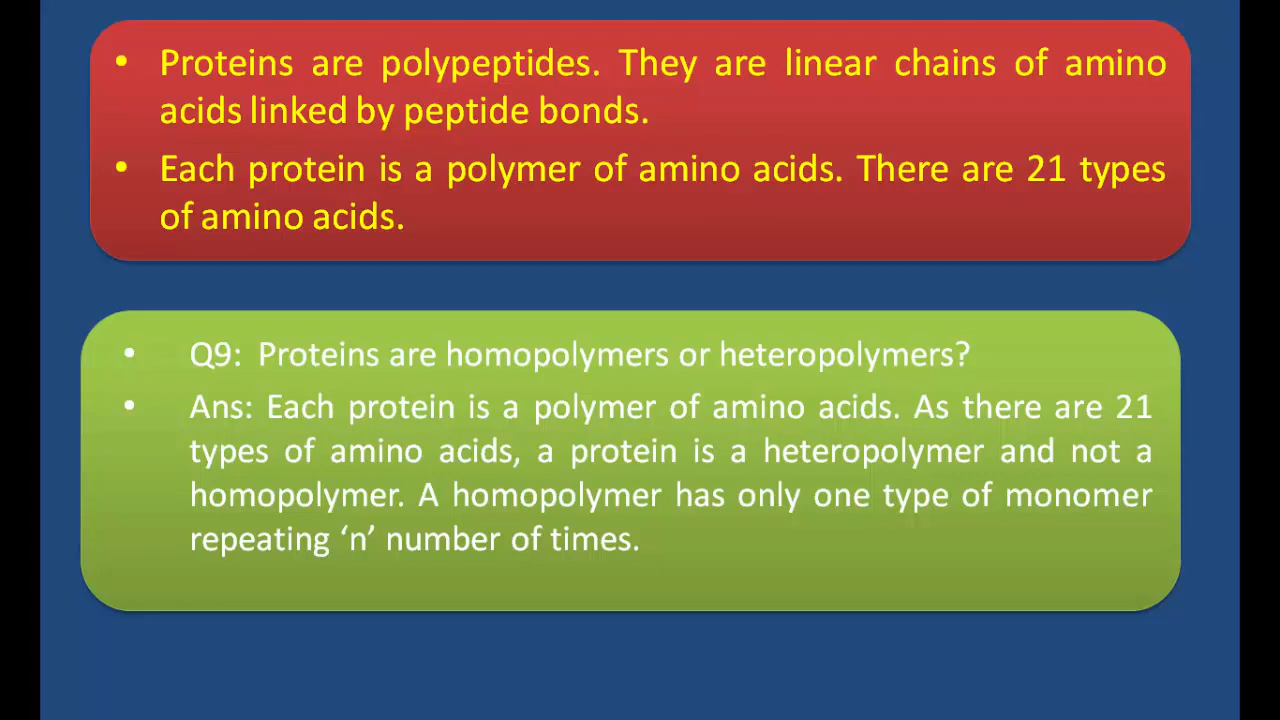 • Proteins are polypeptides. They are linear chains of amino
acids linked by peptide bonds.
• Each protein is a polymer of amino acids. There are 21 types
of amino acids.
• Q9: Proteins are homopolymers or heteropolymers?
• Ans: Each protein is a polymer of amino acids. As there are 21
types of amino acids, a protein is a heteropolymer and not a
homopolymer. A homopolymer has only one type of monomer
repeating ‘n’ number of times.